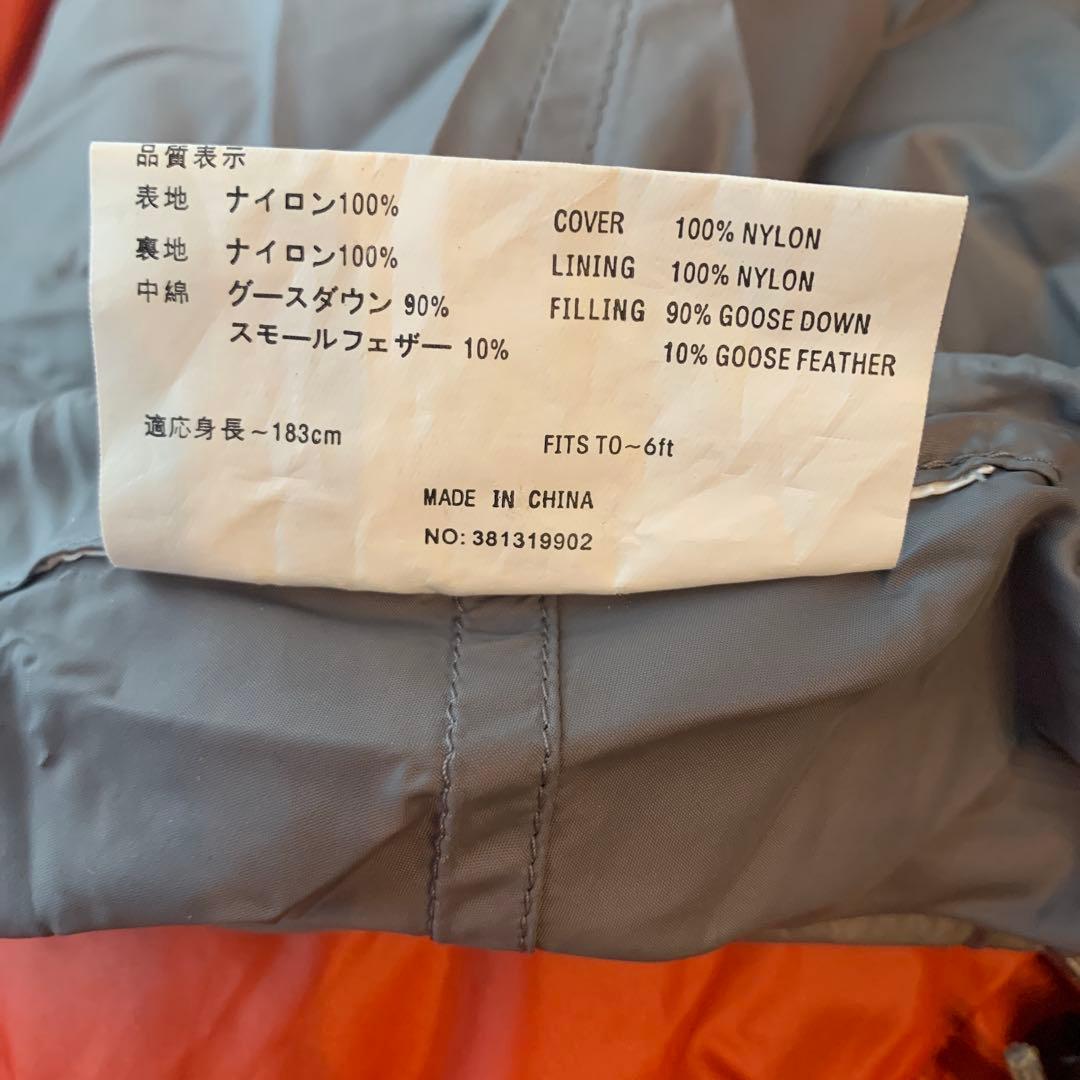 品質表示
表地 ナイロン100%
裏地 ナイロン100%
中綿 グースダウン 90%
スモールフェザー 10%
適応身長~183cm
COVER 100% NYLON
LINING 100% NYLON
FILLING 90% GOOSE DOWN
10% GOOSE FEATHER
FITS TO~6ft
MADE IN CHINA
NO: 381319902